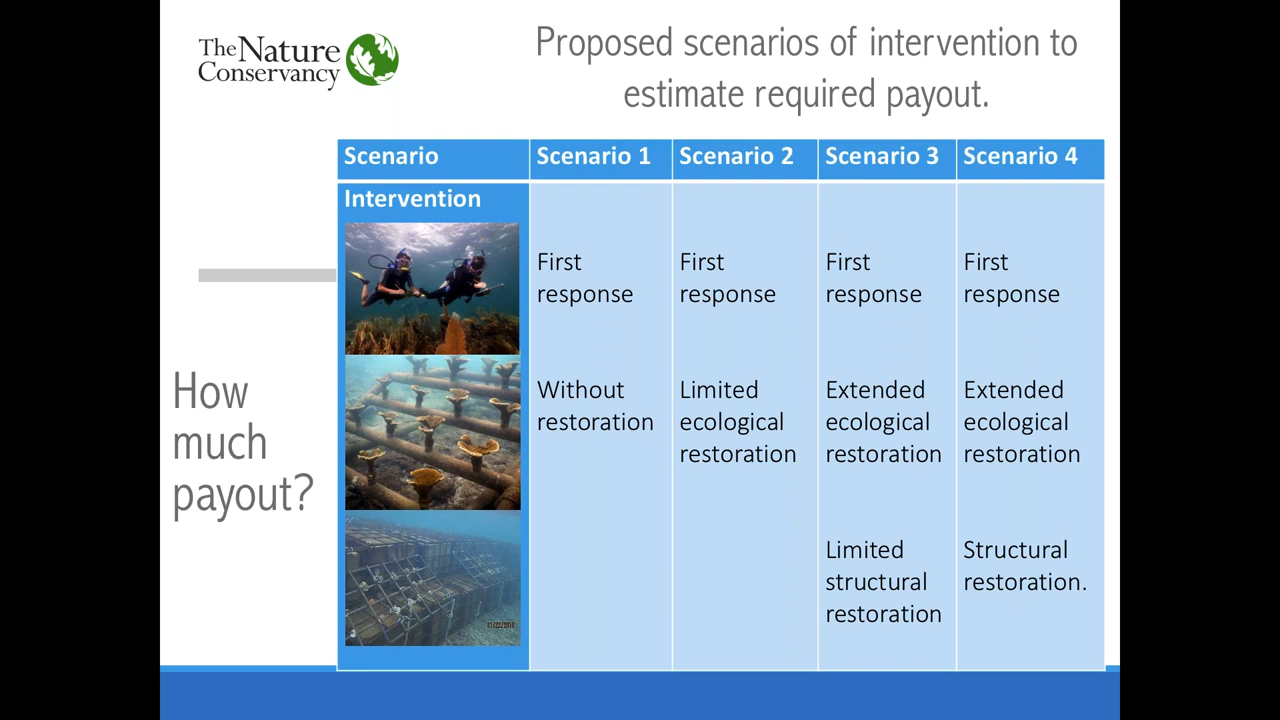 The Nature
Conservancy
Proposed scenarios of intervention to
estimate required payout.
How
much
payout?
Scenario
Scenario 1
Scenario 2
Scenario 3
Scenario 4
Intervention
First
response
First
response
First
response
First
response
Without
restoration
Limited
ecological
restoration
Extended
ecological
restoration
Extended
ecological
restoration
Limited
structural
restoration
Structural
restoration.